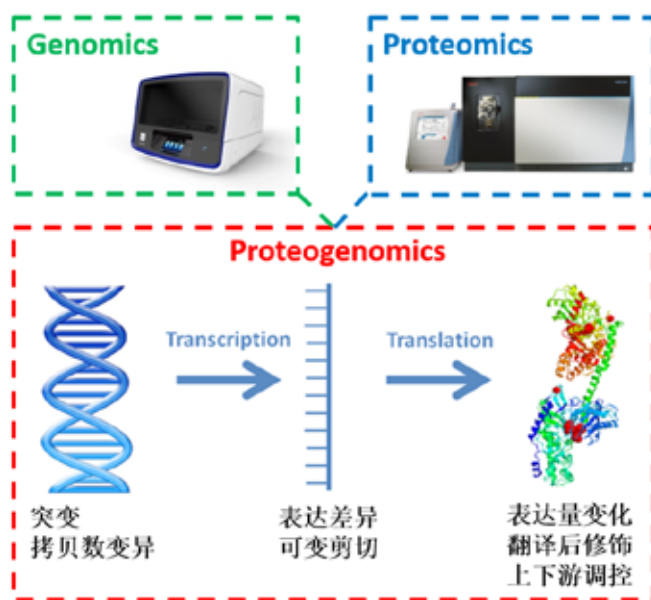 Genomics
Proteomics
Proteogenomics
Transcription
Translation
突变
拷贝数变异
表达差异
可变剪切
表达量变化
翻译后修饰
上下游调控